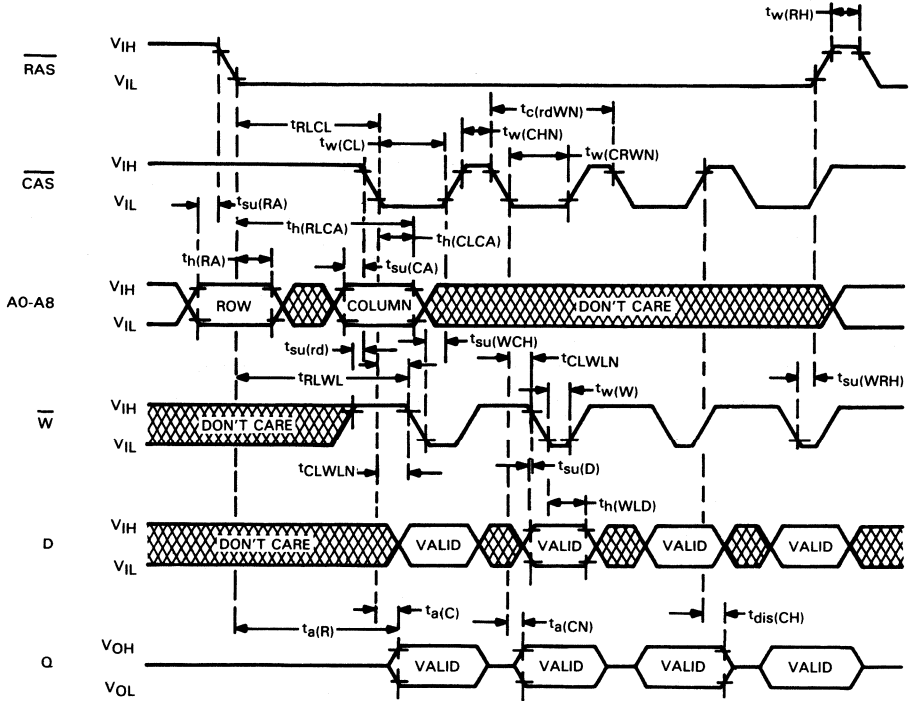 tw(RH)
RAS
VIH
VIL
tRLCL
tc(rdWN)
tw(CL)
tw(CHN)
tw(CRWN)
CAS
VIH
VIL
tsu(RA)
th(RLCA)
th(CLCA)
th(RA)
tsu(CA)
A0-A8
VIH
VIL
ROW
COLUMN
DON'T CARE
tsu(rd)
tsu(WCH)
tCLWLN
tRLWL
tw(W)
tsu(WRH)
W
VIH
VIL
DON'T CARE
tCLWLN
tsu(D)
th(WLD)
D
VIH
VIL
DON'T CARE
VALID
VALID
VALID
VALID
ta(C)
ta(R)
ta(CN)
tdis(CH)
Q
VOH
VOL
VALID
VALID
VALID
VALID